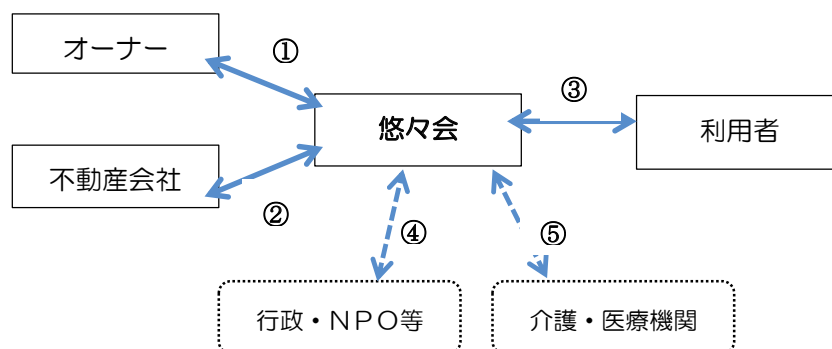 オーナー
①
③
悠々会
利用者
不動産会社
②
④
⑤
行政・NPO等
介護・医療機関